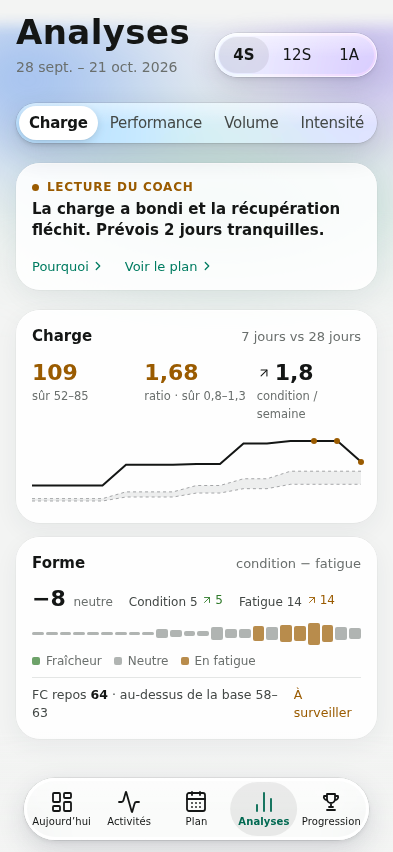 Analyses
28 sept. – 21 oct. 2026
4S 12S 1A
Charge Performance Volume Intensité
LECTURE DU COACH
La charge a bondi et la récupération
fléchit. Prévois 2 jours tranquilles.
Pourquoi Voir le plan
Charge 7 jours vs 28 jours
109 1,68 1,8
sûr 52–85 ratio · sûr 0,8–1,3 condition /
semaine
Forme condition − fatigue
−8 neutre Condition 5 5 Fatigue 14 14
Fraîcheur Neutre En fatigue
FC repos 64 · au-dessus de la base 58–
63
À
surveiller
Aujourd’hui Activités Plan Analyses Progression